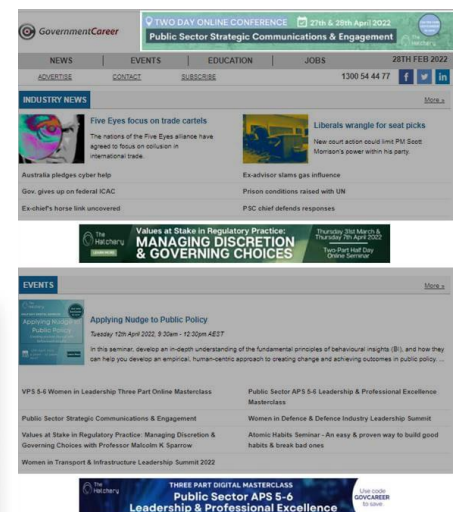 GovernmentCareer
TWO DAY ONLINE CONFERENCE 27th & 28th April 2022
Public Sector Strategic Communications & Engagement
NEWS | EVENTS | EDUCATION | JOBS 28TH FEB 2022
ADVERTISE CONTACT SUBSCRIBE 1300 54 44 77
INDUSTRY NEWS More »
Five Eyes focus on trade cartels
The nations of the Five Eyes alliance have
agreed to focus on collusion in
international trade.
Liberals wrangle for seat picks
New court action could limit PM Scott
Morrison's power within his party.
Australia pledges cyber help
Ex-advisor slams gas influence
Gov. gives up on federal ICAC
Prison conditions raised with UN
Ex-chief's horse link uncovered
PSC chief defends responses
The Hatchery
Values at Stake in Regulatory Practice:
MANAGING DISCRETION
& GOVERNING CHOICES
Thursday 31st March &
Thursday 7th April 2022
Two-Part Half Day
Online Seminar
EVENTS More »
Applying Nudge to
Public Policy
Applying Nudge to Public Policy
Tuesday 12th April 2022, 9:30am - 12:30pm AEST
In this seminar, develop an in-depth understanding of the fundamental principles of behavioural insights (BI), and how they
can help you develop an empirical, human-centric approach to creating change and achieving outcomes in public policy. ...
VPS 5-6 Women in Leadership Three Part Online Masterclass
Public Sector APS 5-6 Leadership & Professional Excellence
Masterclass
Public Sector Strategic Communications & Engagement
Women in Defence & Defence Industry Leadership Summit
Values at Stake in Regulatory Practice: Managing Discretion &
Governing Choices with Professor Malcolm K Sparrow
Atomic Habits Seminar - An easy & proven way to build good
habits & break bad ones
Women in Transport & Infrastructure Leadership Summit 2022
The Hatchery
THREE PART DIGITAL MASTERCLASS
Public Sector APS 5-6
Leadership & Professional Excellence
Use code
GOVCAREER
to save